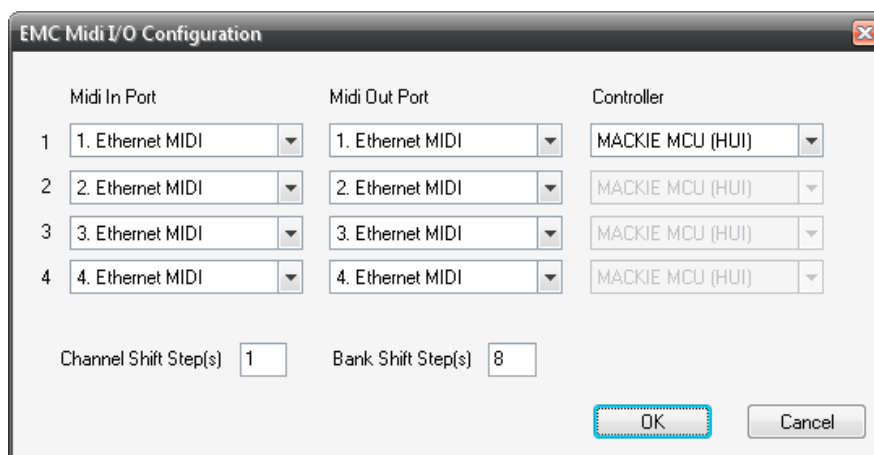 EMC Midi I/O Configuration
Midi In Port Midi Out Port Controller
1 1. Ethernet MIDI 1. Ethernet MIDI MACKIE MCU (HUI)
2 2. Ethernet MIDI 2. Ethernet MIDI MACKIE MCU (HUI)
3 3. Ethernet MIDI 3. Ethernet MIDI MACKIE MCU (HUI)
4 4. Ethernet MIDI 4. Ethernet MIDI MACKIE MCU (HUI)
Channel Shift Step(s) 1 Bank Shift Step(s) 8
OK Cancel